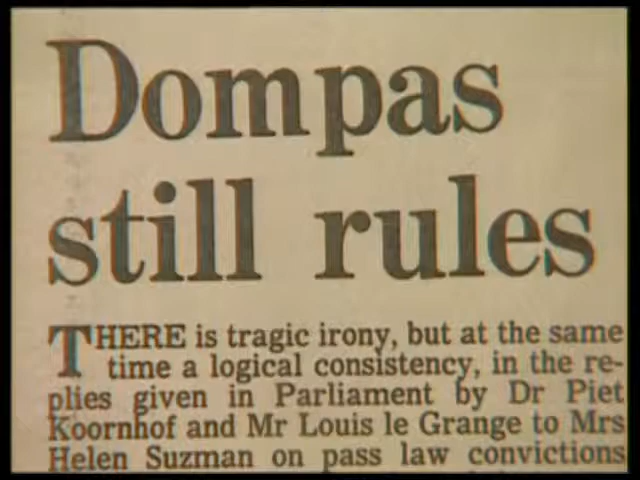 Dompas
still rules
THERE is tragic irony, but at the same
time a logical consistency, in the re-
plies given in Parliament by Dr Piet
Koornhof and Mr Louis le Grange to Mrs
Helen Suzman on pass law convictions